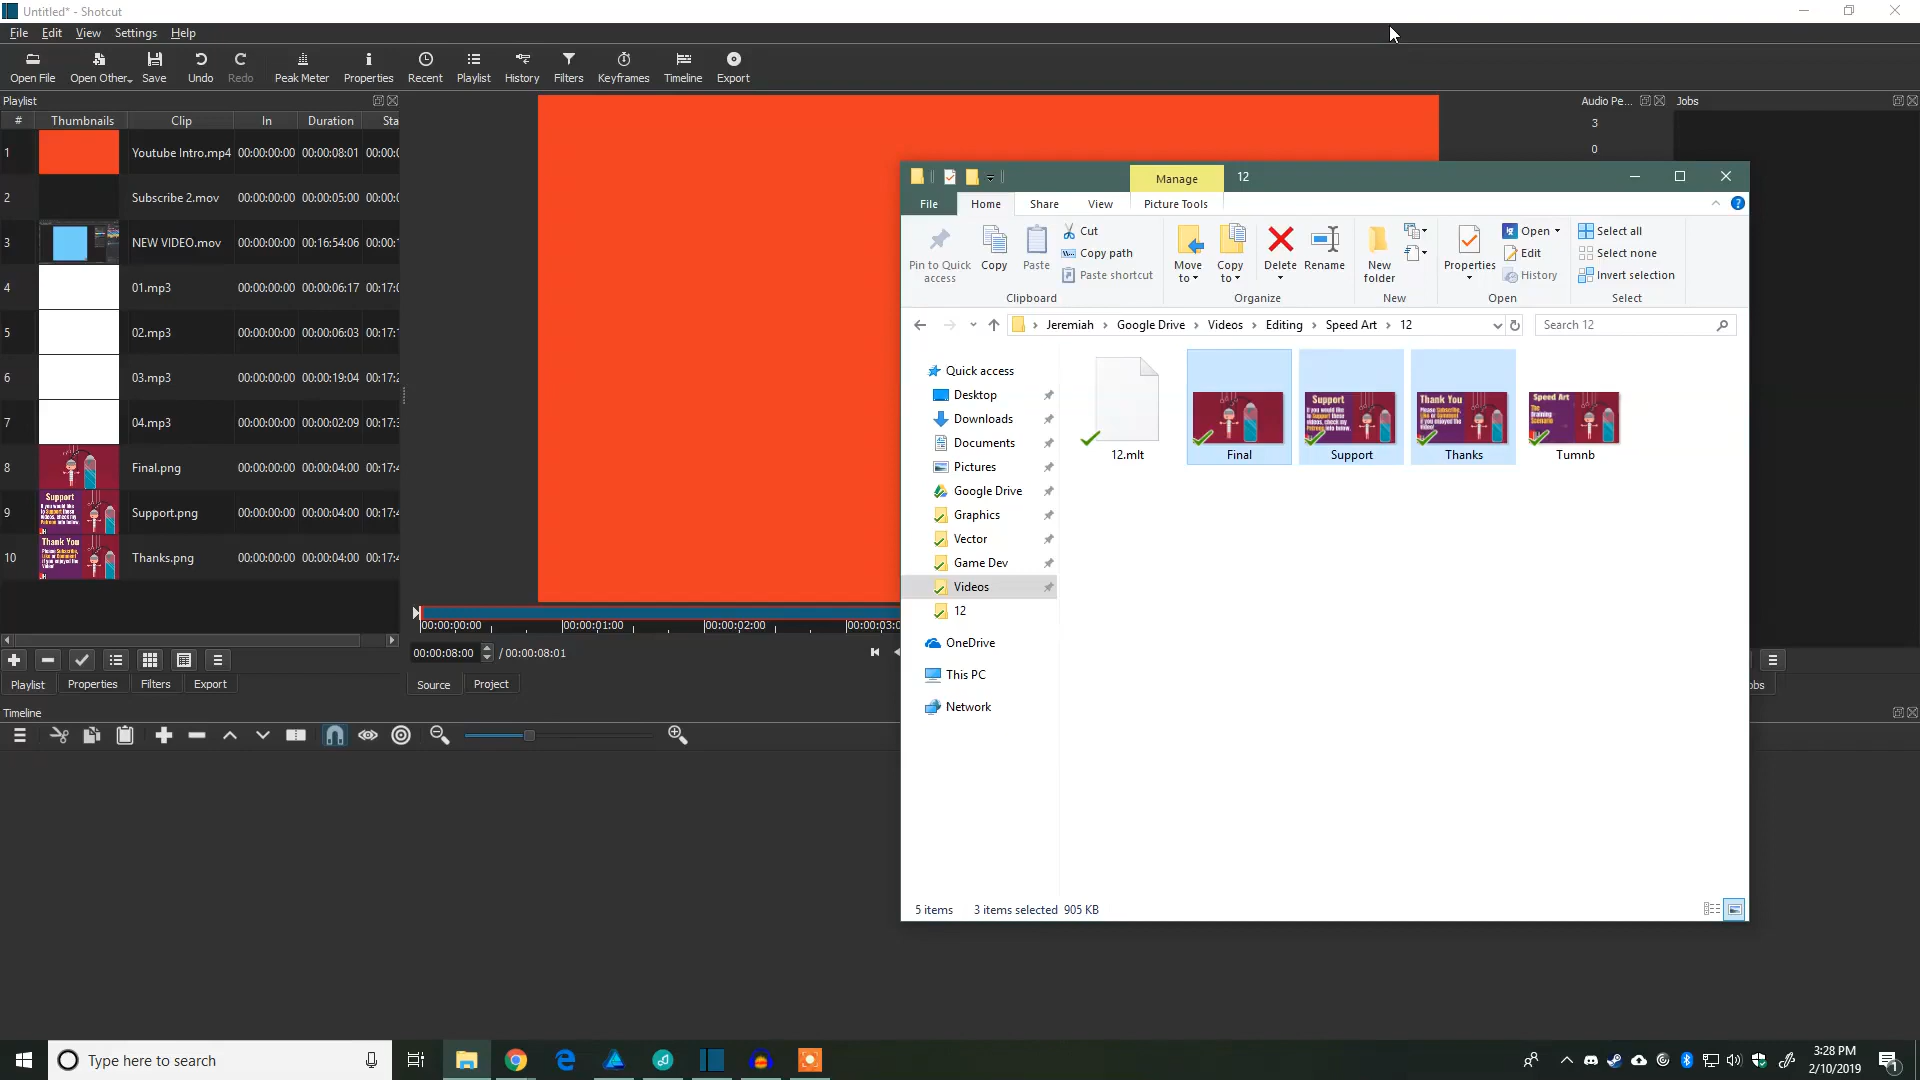 Untitled* - Shotcut
File Edit View Settings Help
Open File Open Other... Save Undo Redo Peak Meter Properties Recent Playlist History Filters Keyframes Timeline Export
Playlist
# Thumbnails Clip In Duration Sta
1 Youtube Intro.mp4 00:00:00:00 00:00:08:01
2 Subscribe 2.mov 00:00:00:00 00:00:05:00
3 NEW VIDEO.mov 00:00:00:00 00:16:54:06
4 01.mp3 00:00:00:00 00:00:06:17
5 02.mp3 00:00:00:00 00:00:06:03
6 03.mp3 00:00:00:00 00:00:19:04
7 04.mp3 00:00:00:00 00:00:02:09
8 Final.png 00:00:00:00 00:00:04:00
9 Support.png 00:00:00:00 00:00:04:00
10 Thanks.png 00:00:00:00 00:00:04:00
Playlist Properties Filters Export
00:00:00:00 00:00:01:00 00:00:02:00 00:00:03:0
00:00:08:00 / 00:00:08:01
Source Project
Audio Pe... Jobs
3
0
Timeline
Manage 12
File Home Share View Picture Tools
Pin to Quick access
Copy
Paste
Cut
Copy path
Paste shortcut
Clipboard
Move to
Copy to
Delete
Rename
Organize
New folder
New
Properties
Open
Edit
History
Open
Select all
Select none
Invert selection
Select
Jeremiah Google Drive Videos Editing Speed Art 12
Search 12
Quick access
Desktop
Downloads
Documents
Pictures
Google Drive
Graphics
Vector
Game Dev
Videos
12
OneDrive
This PC
Network
12.mlt Final Support Thanks Tumnb
5 items 3 items selected 905 KB
Type here to search
3:28 PM
2/10/2019
1